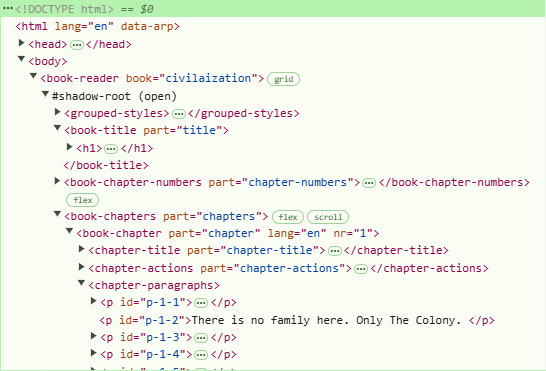 …<!DOCTYPE html> == $0
<html lang="en" data-arp>
▶<head>…</head>
▼<body>
▼<book-reader book="civilaization"> grid
▼#shadow-root (open)
▶<grouped-styles>…</grouped-styles>
▼<book-title part="title">
▶<h1>…</h1>
</book-title>
▶<book-chapter-numbers part="chapter-numbers">…</book-chapter-numbers>
flex
▼<book-chapters part="chapters"> flex scroll
▼<book-chapter part="chapter" lang="en" nr="1">
▶<chapter-title part="chapter-title">…</chapter-title>
▶<chapter-actions part="chapter-actions">…</chapter-actions>
▼<chapter-paragraphs>
▶<p id="p-1-1">…</p>
<p id="p-1-2">There is no family here. Only The Colony. </p>
▶<p id="p-1-3">…</p>
▶<p id="p-1-4">…</p>